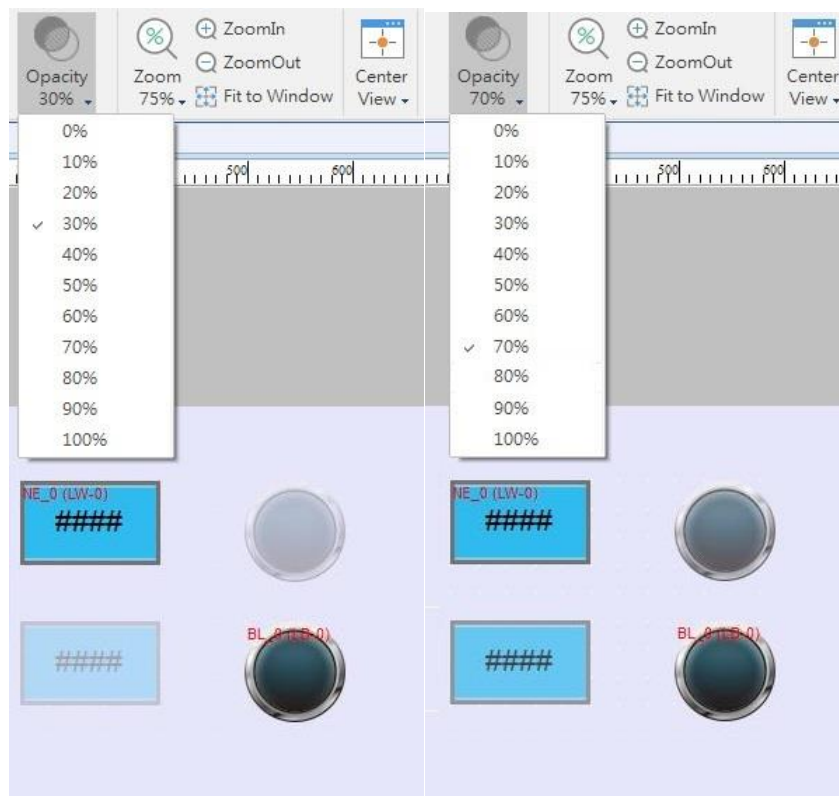 Opacity
30%
Zoom
75%
ZoomIn
ZoomOut
Fit to Window
Center
View
500
600
0%
10%
20%
30%
40%
50%
60%
70%
80%
90%
100%
NE_0 (LW-0)
####
####
BL_0 (LB-0)
Opacity
70%
Zoom
75%
ZoomIn
ZoomOut
Fit to Window
Center
View
500
600
0%
10%
20%
30%
40%
50%
60%
70%
80%
90%
100%
NE_0 (LW-0)
####
####
BL_0 (LB-0)